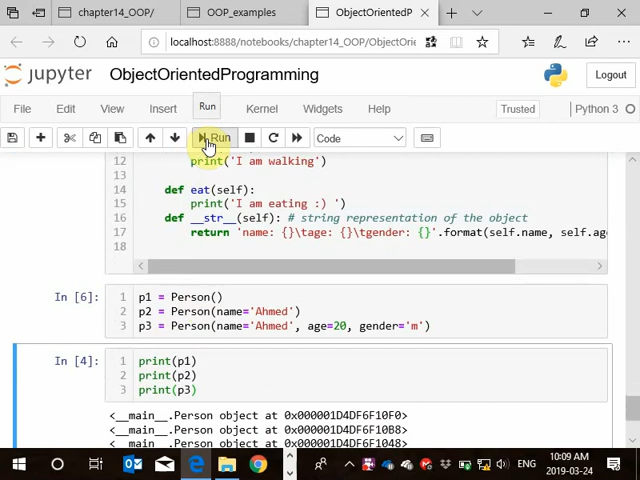 chapter14_OOP/
OOP_examples
ObjectOrientedP
localhost:8888/notebooks/chapter14_OOP/ObjectOrie
jupyter
ObjectOrientedProgramming
Logout
File Edit View Insert Run Kernel Widgets Help
Trusted
Python 3
Run
Code
12 print('I am walking')
13
14 def eat(self):
15 print('I am eating :) ')
16 def __str__(self): # string representation of the object
17 return 'name: {}\tage: {}\tgender: {}'.format(self.name, self.age
18
In [6]:
1 p1 = Person()
2 p2 = Person(name='Ahmed')
3 p3 = Person(name='Ahmed', age=20, gender='m')
In [4]:
1 print(p1)
2 print(p2)
3 print(p3)
<__main__.Person object at 0x000001D4DF6F10F0>
<__main__.Person object at 0x000001D4DF6F10B8>
<__main__.Person object at 0x000001D4DF6F1048>
ENG
10:09 AM
2019-03-24